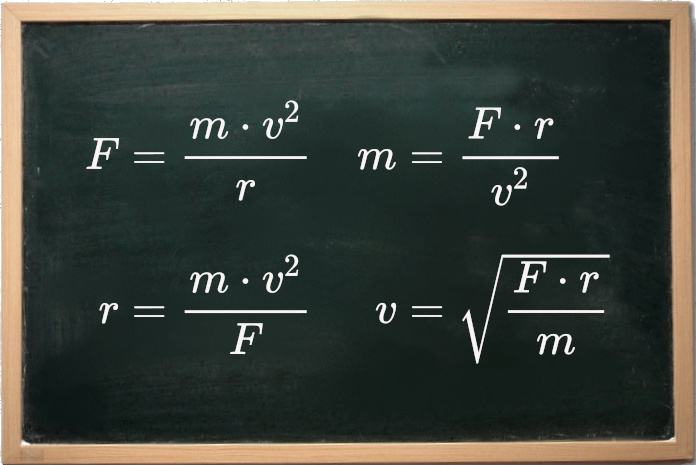 F = m · v² / r
m = F · r / v²
r = m · v² / F
v = √(F · r / m)